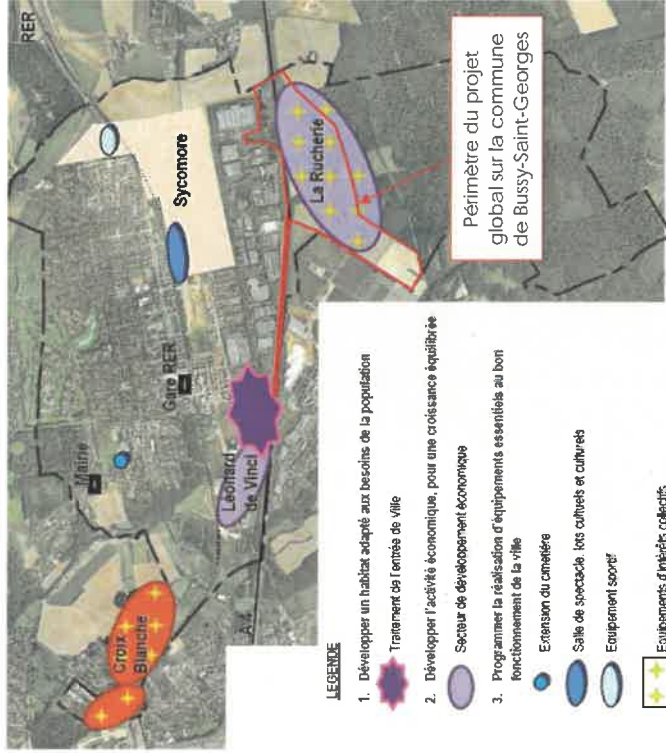 RER
Sycomore
La Rucherie
Gare RER
Mairie
Léonard
de Vinci
A 4
Croix
Blanche
Périmètre du projet
global sur la commune
de Bussy-Saint-Georges
LEGENDE
1. Développer un habitat adapté aux besoins de la population
Traitement de l'entrée de ville
2. Développer l'activité économique, pour une croissance équilibrée
Secteur de développement économique
3. Programmer la réalisation d'équipements essentiels au bon
fonctionnement de la ville
Extension du cimetière
Salle de spectacle, lots cultuels et culturels
Equipement sportif
Equipements d'intérêts collectifs